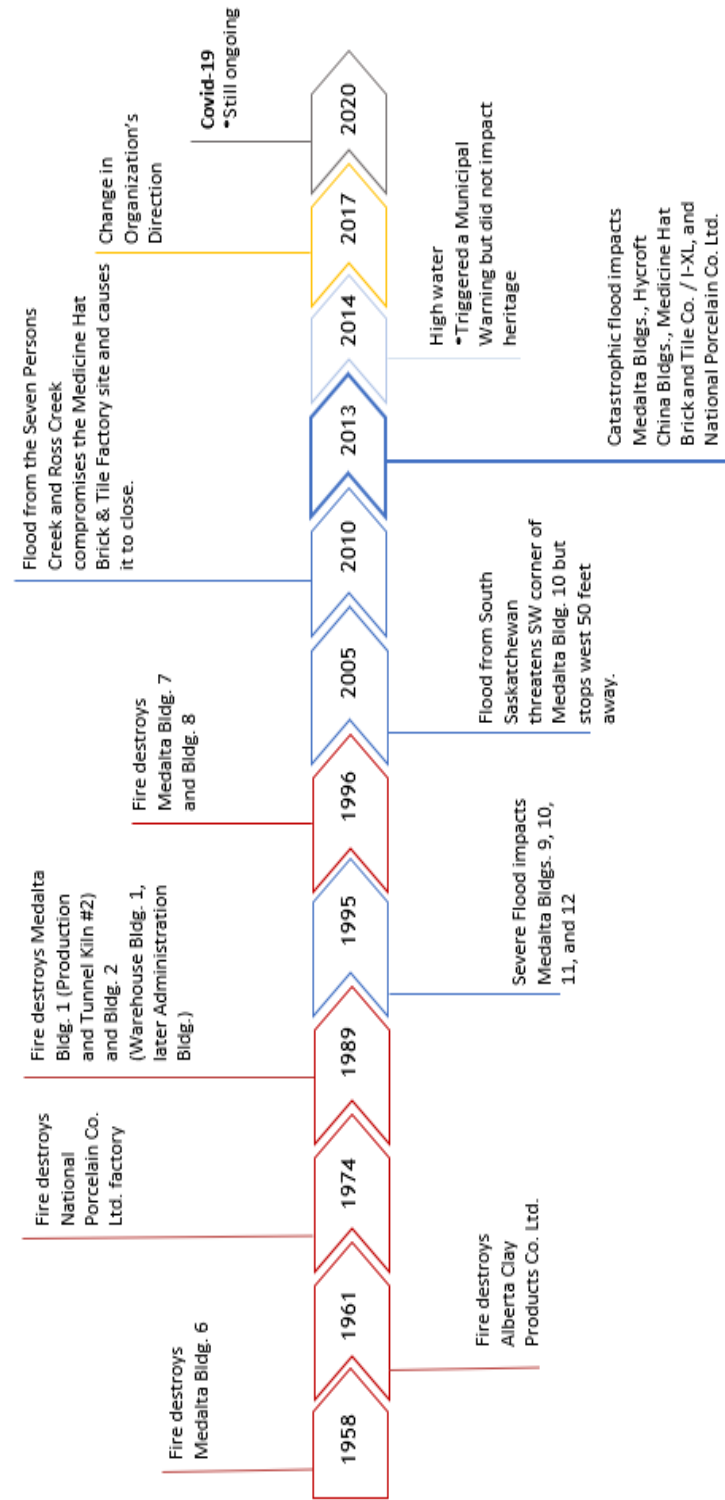 Fire destroys
Medalta Bldg. 6
Fire destroys
National
Porcelain Co.
Ltd. factory
Fire destroys Medalta
Bldg. 1 (Production
and Tunnel Kiln #2)
and Bldg. 2
(Warehouse Bldg. 1,
later Administration
Bldg.)
Fire destroys
Medalta Bldg. 7
and Bldg. 8
Flood from the Seven Persons
Creek and Ross Creek
compromises the Medicine Hat
Brick & Tile Factory site and causes
it to close.
Change in
Organization's
Direction
Covid-19
*Still ongoing
1958
1961
1974
1989
1995
1996
2005
2010
2013
2014
2017
2020
Fire destroys
Alberta Clay
Products Co. Ltd.
Severe Flood impacts
Medalta Bldgs. 9, 10,
11, and 12
Flood from South
Saskatchewan
threatens SW corner of
Medalta Bldg. 10 but
stops west 50 feet
away.
Catastrophic flood impacts
Medalta Bldgs., Hycroft
China Bldgs., Medicine Hat
Brick and Tile Co. / I-XL, and
National Porcelain Co. Ltd.
High water
*Triggered a Municipal
Warning but did not impact
heritage